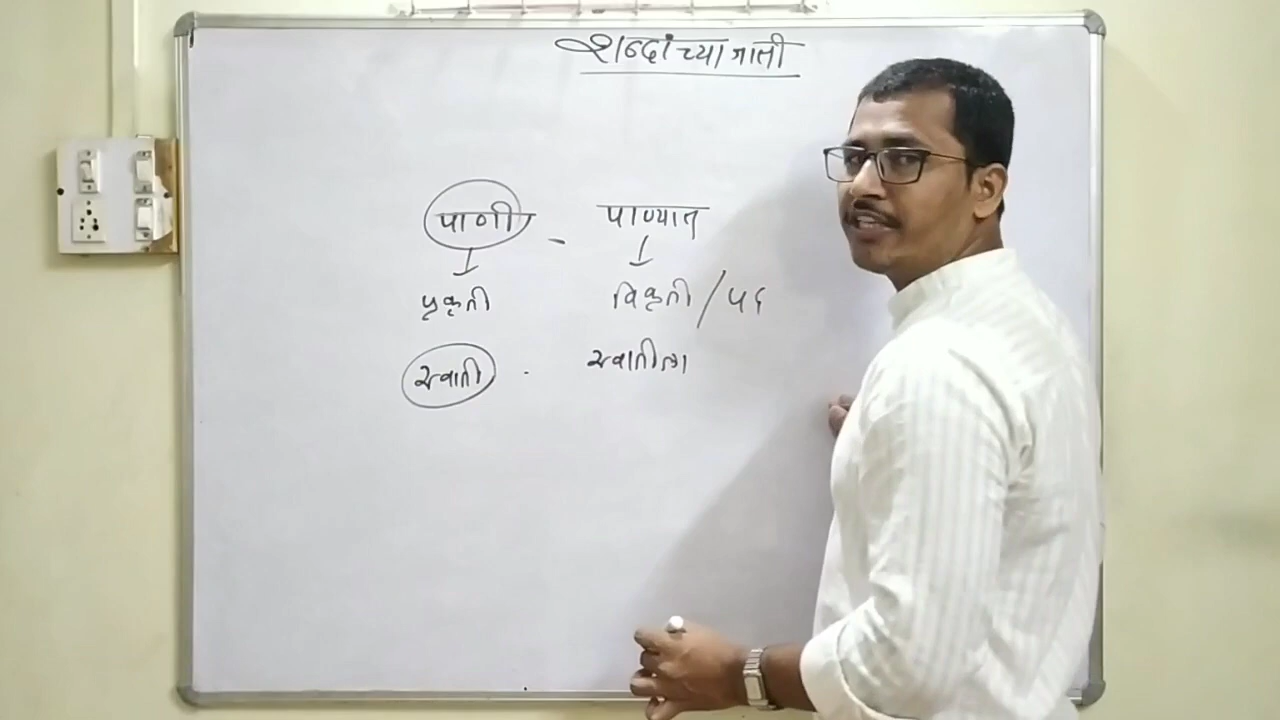 शब्दांच्या जाती
पाणी - पाण्यात
प्रकृती विकृती / पद
स्वाती - स्वातीला